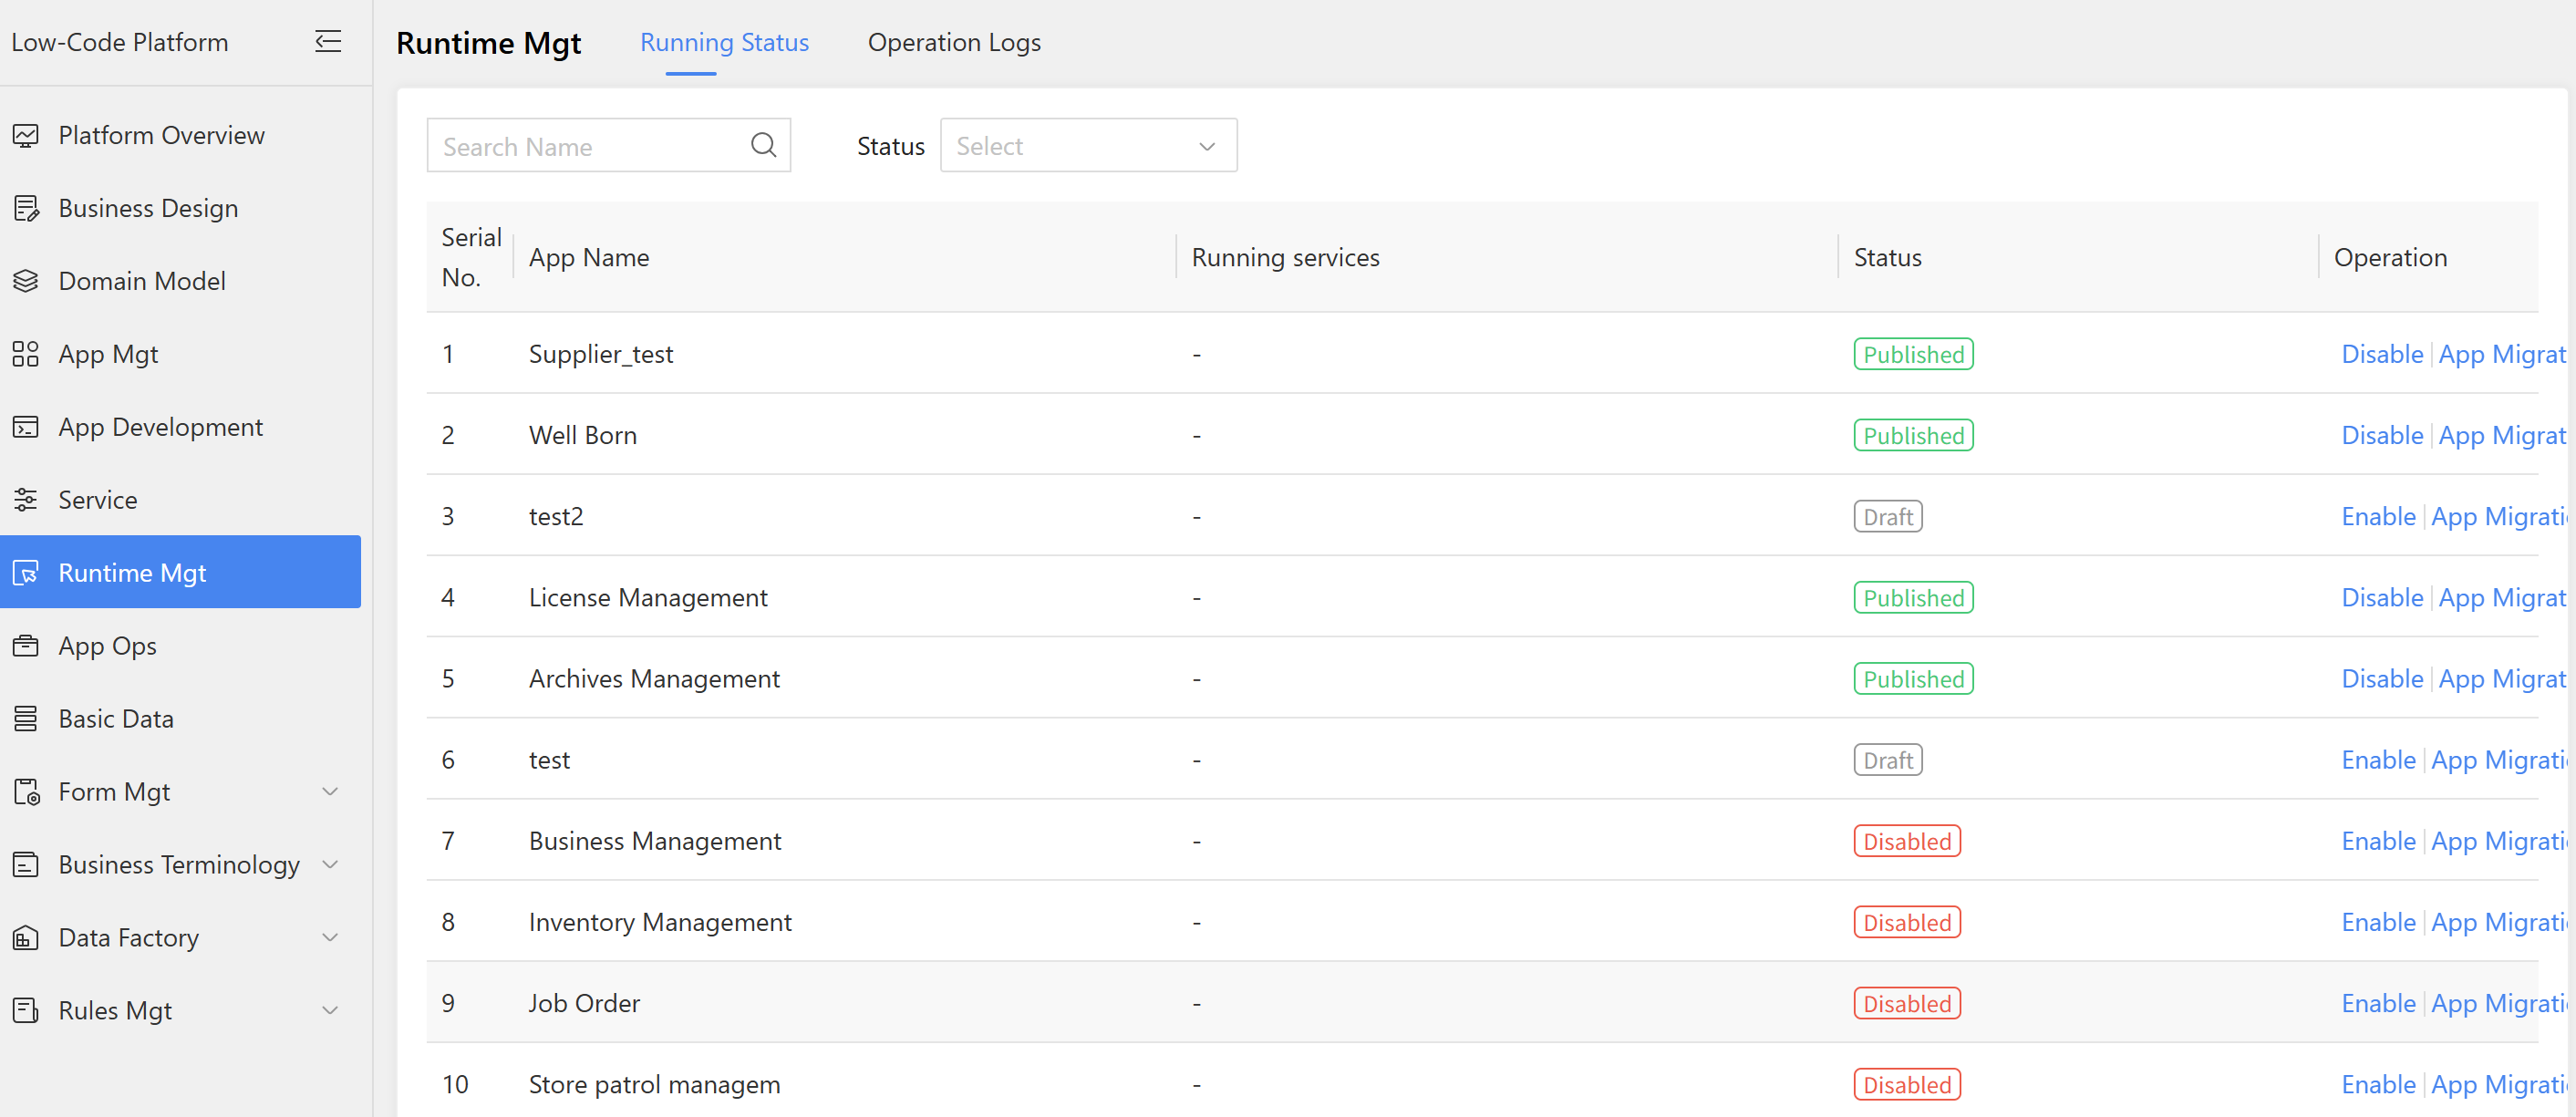 Low-Code Platform
Platform Overview
Business Design
Domain Model
App Mgt
App Development
Service
Runtime Mgt
App Ops
Basic Data
Form Mgt
Business Terminology
Data Factory
Rules Mgt
Runtime Mgt Running Status Operation Logs
Search Name Status Select
Serial No. App Name Running services Status Operation
1 Supplier_test - Published Disable App Migrat
2 Well Born - Published Disable App Migrat
3 test2 - Draft Enable App Migrati
4 License Management - Published Disable App Migrat
5 Archives Management - Published Disable App Migrat
6 test - Draft Enable App Migrati
7 Business Management - Disabled Enable App Migrati
8 Inventory Management - Disabled Enable App Migrati
9 Job Order - Disabled Enable App Migrati
10 Store patrol managem - Disabled Enable App Migrati